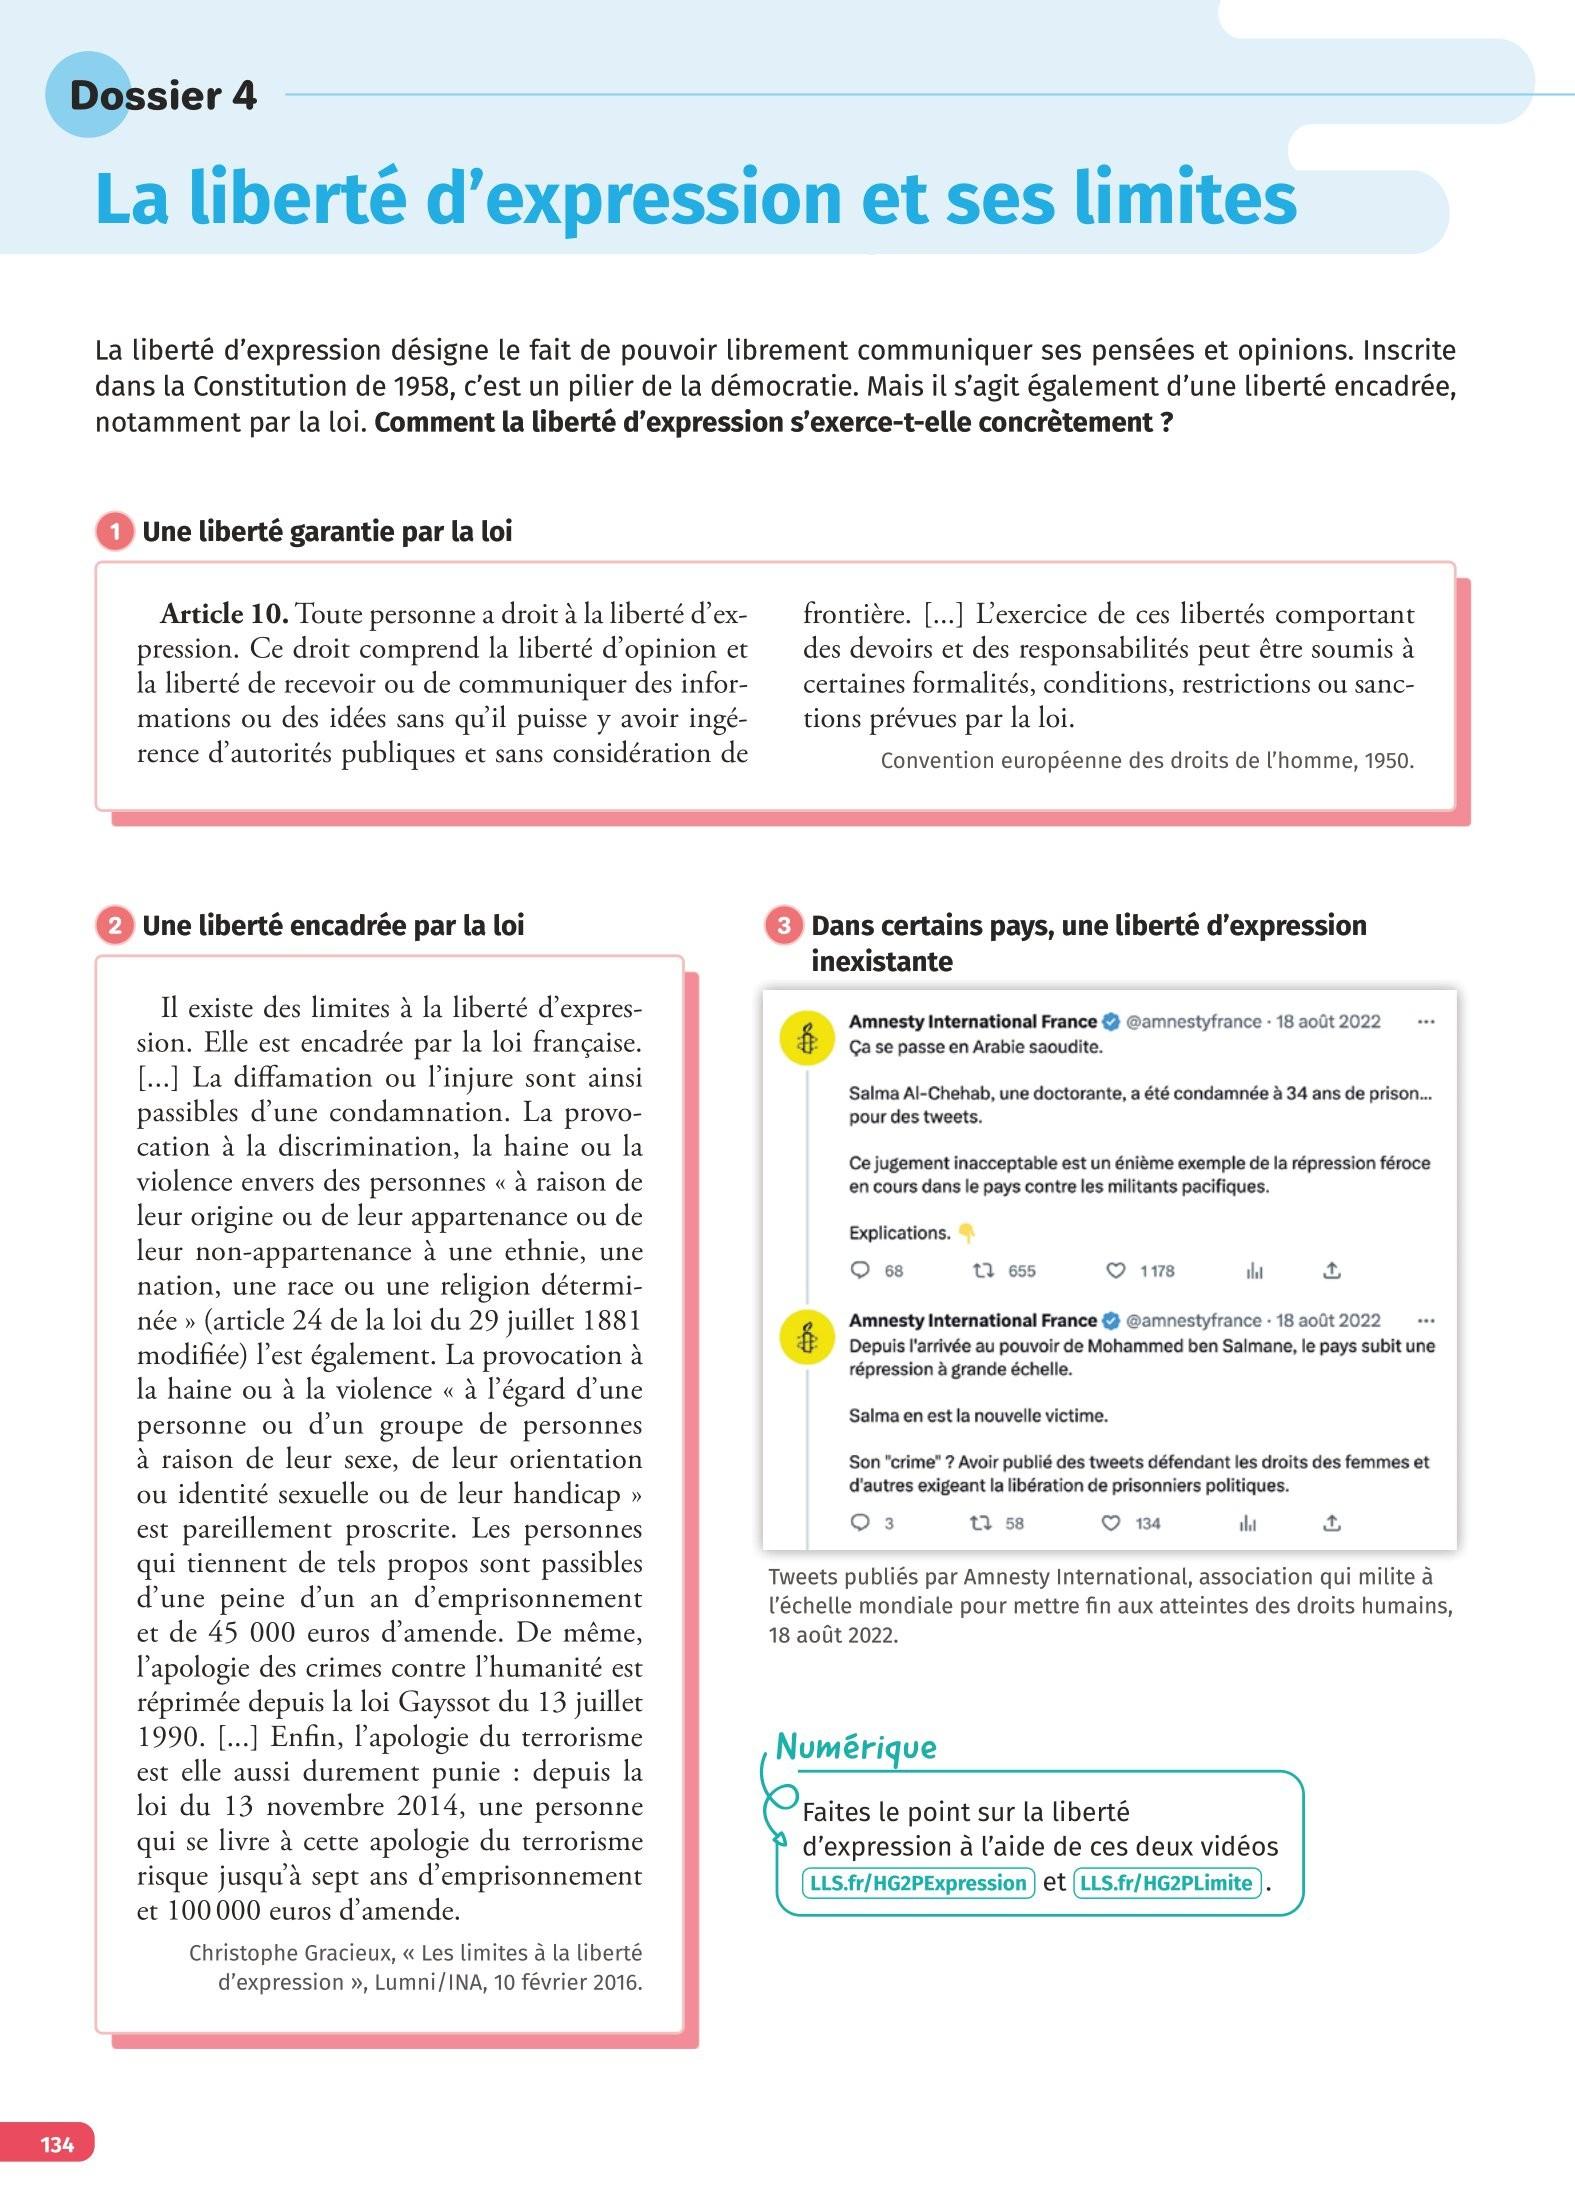 Dossier 4
La liberté d'expression et ses limites
La liberté d'expression désigne le fait de pouvoir librement communiquer ses pensées et opinions. Inscrite
dans la Constitution de 1958, c'est un pilier de la démocratie. Mais il s'agit également d'une liberté encadrée,
notamment par la loi. Comment la liberté d'expression s'exerce-t-elle concrètement ?
1 Une liberté garantie par la loi
Article 10. Toute personne a droit à la liberté d'ex-
pression. Ce droit comprend la liberté d'opinion et
la liberté de recevoir ou de communiquer des infor-
mations ou des idées sans qu'il puisse y avoir ingé-
rence d'autorités publiques et sans considération de
frontière. [...] L'exercice de ces libertés comportant
des devoirs et des responsabilités peut être soumis à
certaines formalités, conditions, restrictions ou sanc-
tions prévues par la loi.
Convention européenne des droits de l'homme, 1950.
2 Une liberté encadrée par la loi
Il existe des limites à la liberté d'expres-
sion. Elle est encadrée par la loi française.
[...] La diffamation ou l'injure sont ainsi
passibles d'une condamnation. La provo-
cation à la discrimination, la haine ou la
violence envers des personnes « à raison de
leur origine ou de leur appartenance ou de
leur non-appartenance à une ethnie, une
nation, une race ou une religion détermi-
née » (article 24 de la loi du 29 juillet 1881
modifiée) l'est également. La provocation à
la haine ou à la violence « à l'égard d'une
personne ou d'un groupe de personnes
à raison de leur sexe, de leur orientation
ou identité sexuelle ou de leur handicap »
est pareillement proscrite. Les personnes
qui tiennent de tels propos sont passibles
d'une peine d'un an d'emprisonnement
et de 45 000 euros d'amende. De même,
l'apologie des crimes contre l'humanité est
réprimée depuis la loi Gayssot du 13 juillet
1990. [...] Enfin, l'apologie du terrorisme
est elle aussi durement punie : depuis la
loi du 13 novembre 2014, une personne
qui se livre à cette apologie du terrorisme
risque jusqu'à sept ans d'emprisonnement
et 100 000 euros d'amende.
Christophe Gracieux, « Les limites à la liberté
d'expression », Lumni/INA, 10 février 2016.
3 Dans certains pays, une liberté d'expression
inexistante
Amnesty International France @amnestyfrance · 18 août 2022 ...
Ça se passe en Arabie saoudite.
Salma Al-Chehab, une doctorante, a été condamnée à 34 ans de prison...
pour des tweets.
Ce jugement inacceptable est un énième exemple de la répression féroce
en cours dans le pays contre les militants pacifiques.
Explications. 👇
68 655 1 178
Amnesty International France @amnestyfrance · 18 août 2022 ...
Depuis l'arrivée au pouvoir de Mohammed ben Salmane, le pays subit une
répression à grande échelle.
Salma en est la nouvelle victime.
Son "crime" ? Avoir publié des tweets défendant les droits des femmes et
d'autres exigeant la libération de prisonniers politiques.
3 58 134
Tweets publiés par Amnesty International, association qui milite à
l'échelle mondiale pour mettre fin aux atteintes des droits humains,
18 août 2022.
Numérique
Faites le point sur la liberté
d'expression à l'aide de ces deux vidéos
LLS.fr/HG2PExpression et LLS.fr/HG2PLimite .
134